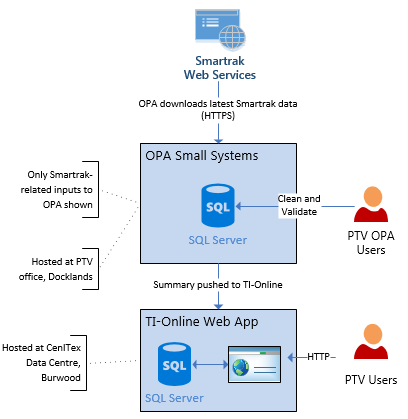 Smartrak
Web Services
OPA downloads latest Smartrak data
(HTTPS)
OPA Small Systems
Only Smartrak-
related inputs to
OPA shown
SQL
SQL Server
Clean and
Validate
PTV OPA
Users
Hosted at PTV
office, Docklands
Summary pushed to TI-Online
TI-Online Web App
Hosted at CenITex
Data Centre,
Burwood
SQL
SQL Server
HTTP
PTV Users